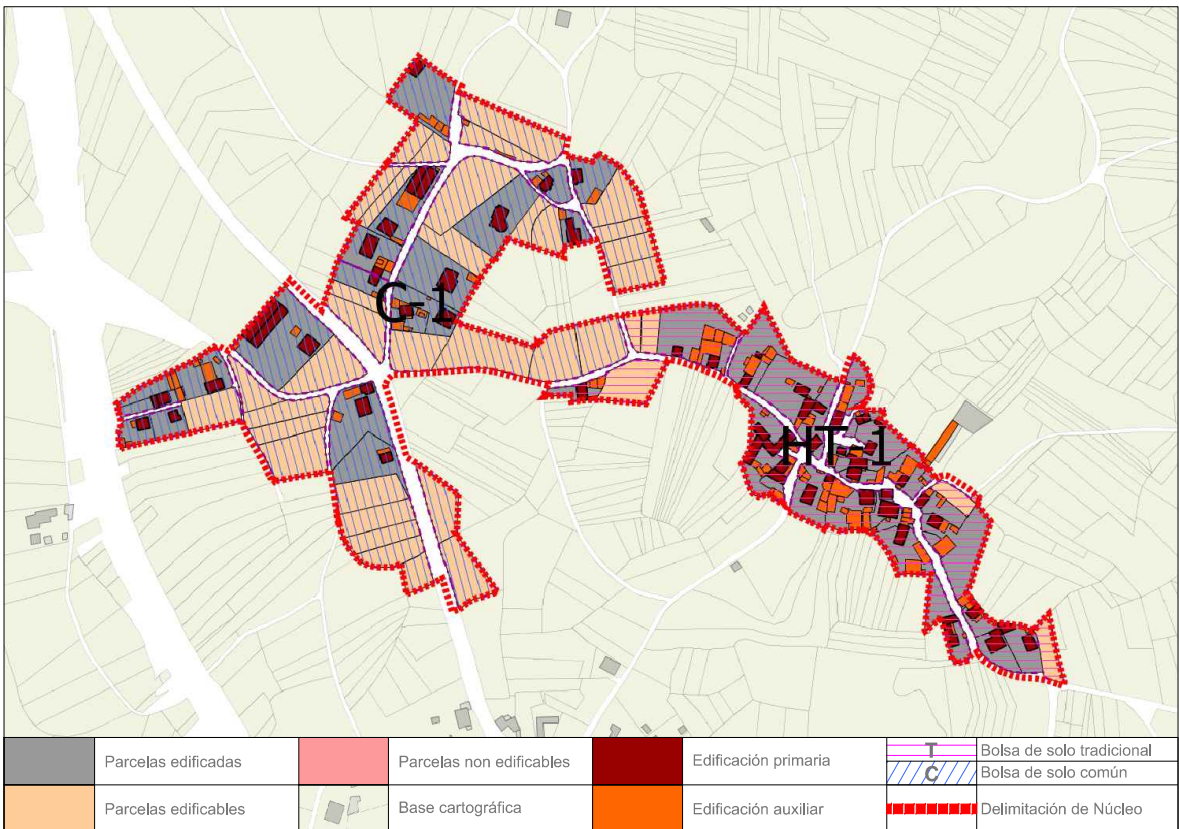 C-1
HT-1
Parcelas edificadas
Parcelas non edificables
Edificación primaria
T
Bolsa de solo tradicional
C
Bolsa de solo común
Parcelas edificables
Base cartográfica
Edificación auxiliar
Delimitación de Núcleo